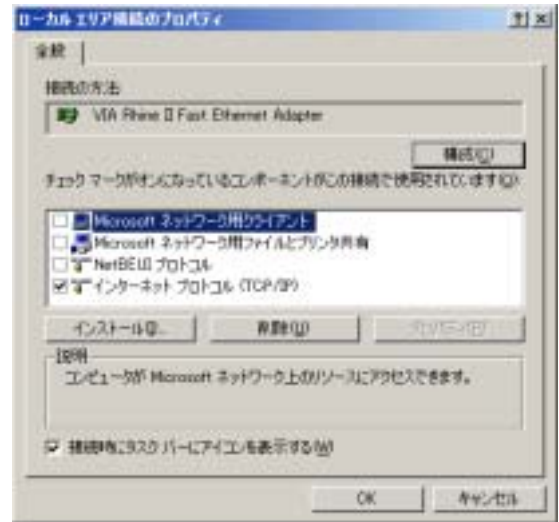 ローカル エリア接続のプロパティ
全般
接続の方法:
VIA Rhine II Fast Ethernet Adapter
構成(C)
チェック マークがオンになっているコンポーネントがこの接続で使用されています(O):
Microsoft ネットワーク用クライアント
Microsoft ネットワーク用ファイルとプリンタ共有
NetBEUI プロトコル
インターネット プロトコル (TCP/IP)
インストール(I)...
削除(U)
プロパティ(R)
説明
コンピュータが Microsoft ネットワーク上のリソースにアクセスできます。
接続時にタスク バーにアイコンを表示する(W)
OK
キャンセル